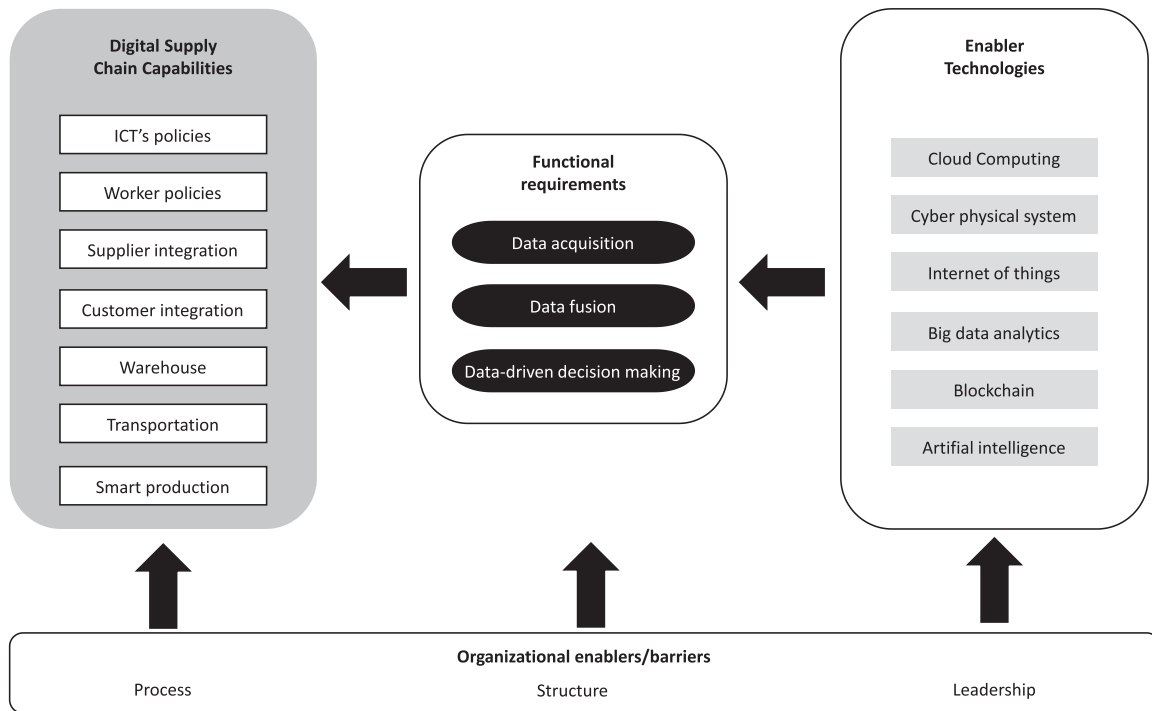 Digital Supply
Chain Capabilities
ICT's policies
Worker policies
Supplier integration
Customer integration
Warehouse
Transportation
Smart production
Functional
requirements
Data acquisition
Data fusion
Data-driven decision making
Enabler
Technologies
Cloud Computing
Cyber physical system
Internet of things
Big data analytics
Blockchain
Artifial intelligence
Organizational enablers/barriers
Process
Structure
Leadership